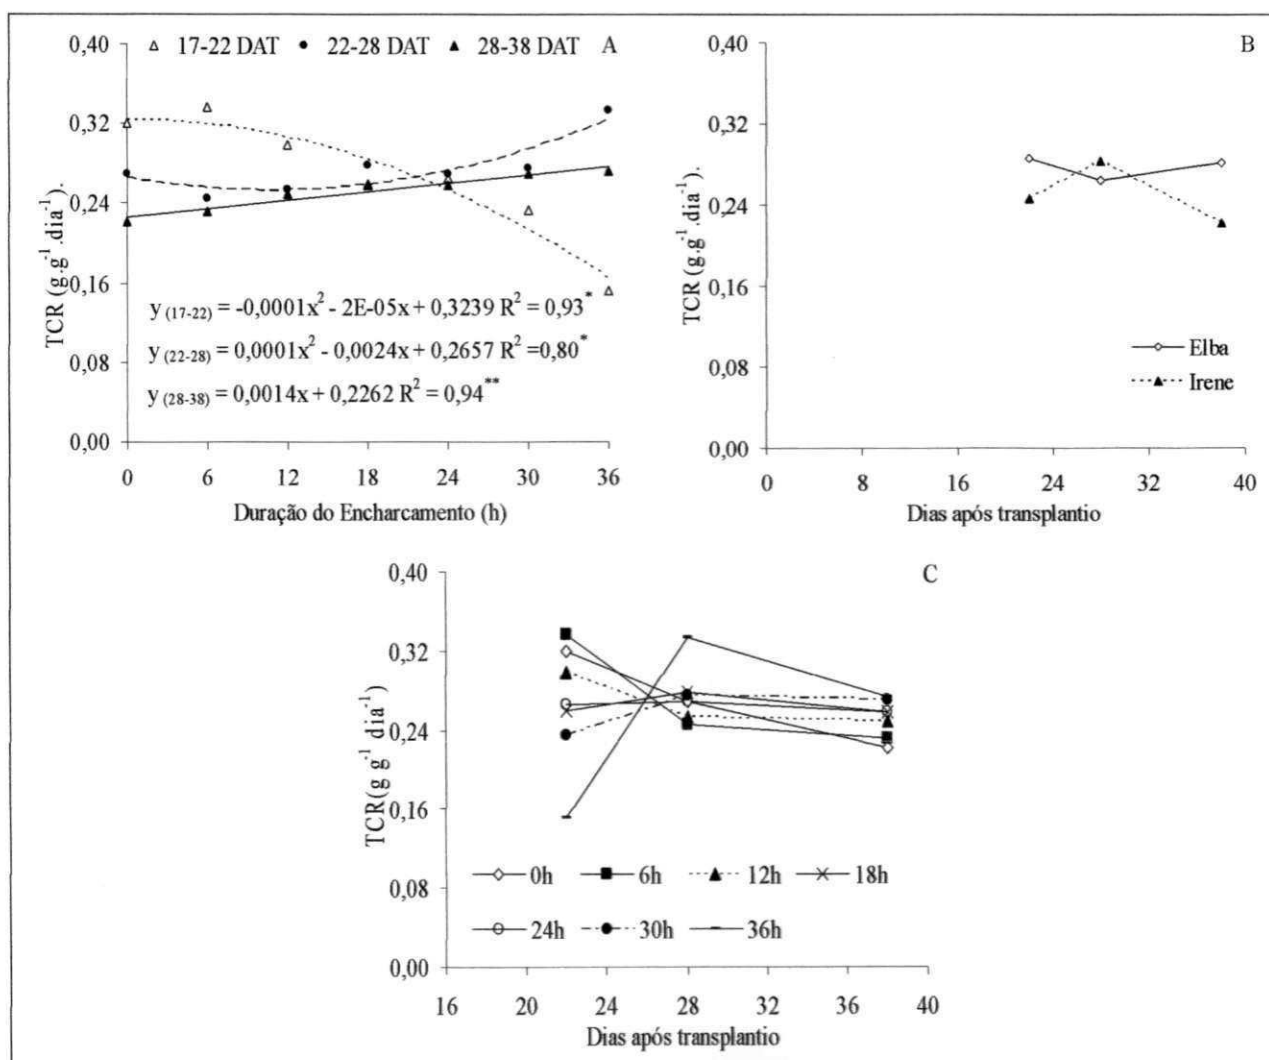 0,40 △ 17-22 DAT ● 22-28 DAT ▲ 28-38 DAT A
0,32
0,24
0,16
0,08
0,00
TCR (g.g⁻¹.dia⁻¹).
y (17-22) = -0,0001x² - 2E-05x + 0,3239 R² = 0,93*
y (22-28) = 0,0001x² - 0,0024x + 0,2657 R² =0,80*
y (28-38) = 0,0014x + 0,2262 R² = 0,94**
0 6 12 18 24 30 36
Duração do Encharcamento (h)
B
0,40
0,32
0,24
0,16
0,08
0,00
TCR (g.g⁻¹.dia⁻¹).
Elba
Irene
0 8 16 24 32 40
Dias após transplantio
C
0,40
0,32
0,24
0,16
0,08
0,00
TCR(g g⁻¹ dia⁻¹)
0h 6h 12h 18h
24h 30h 36h
16 20 24 28 32 36 40
Dias após transplantio